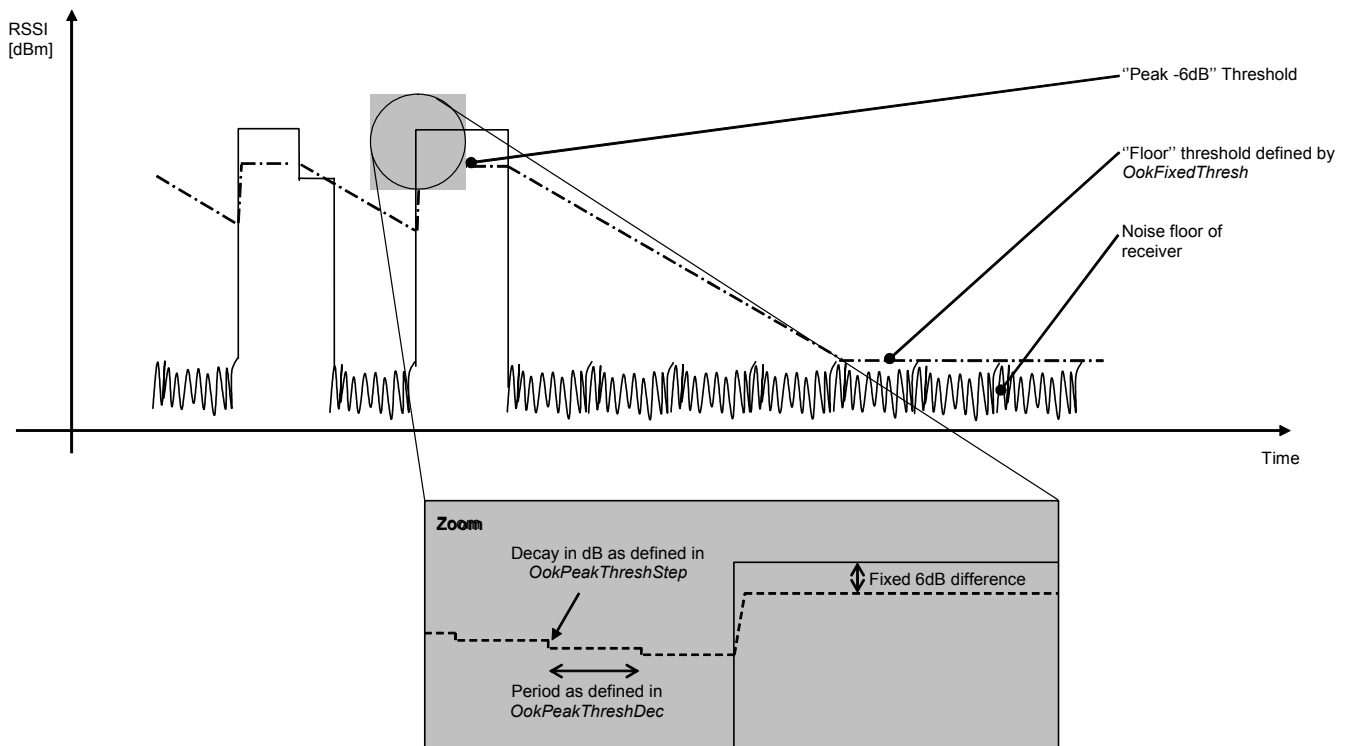 RSSI
[dBm]
‘‘Peak -6dB’’ Threshold
‘‘Floor’’ threshold defined by
OokFixedThresh
Noise floor of
receiver
Time
Zoom
Decay in dB as defined in
OokPeakThreshStep
Fixed 6dB difference
Period as defined in
OokPeakThreshDec